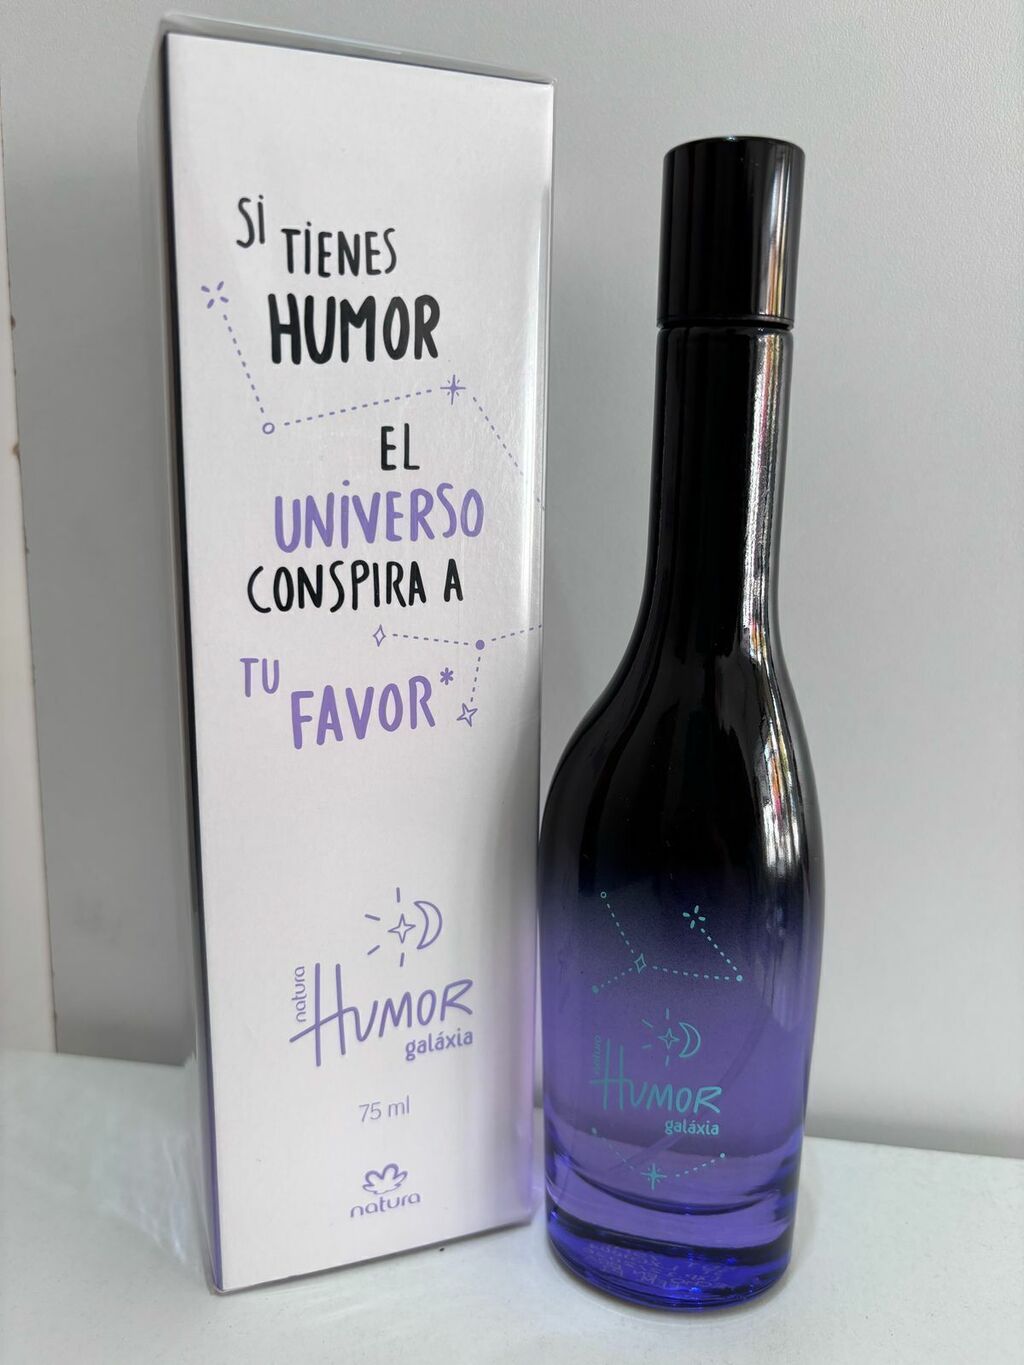 Si
TiENES
HUMOR
EL
UNiVERSO
CONSPIRA A
TU
FAVOR*
natura
HUMOR
galáxia
75 ml
natura
natura
HUMOR
galáxia